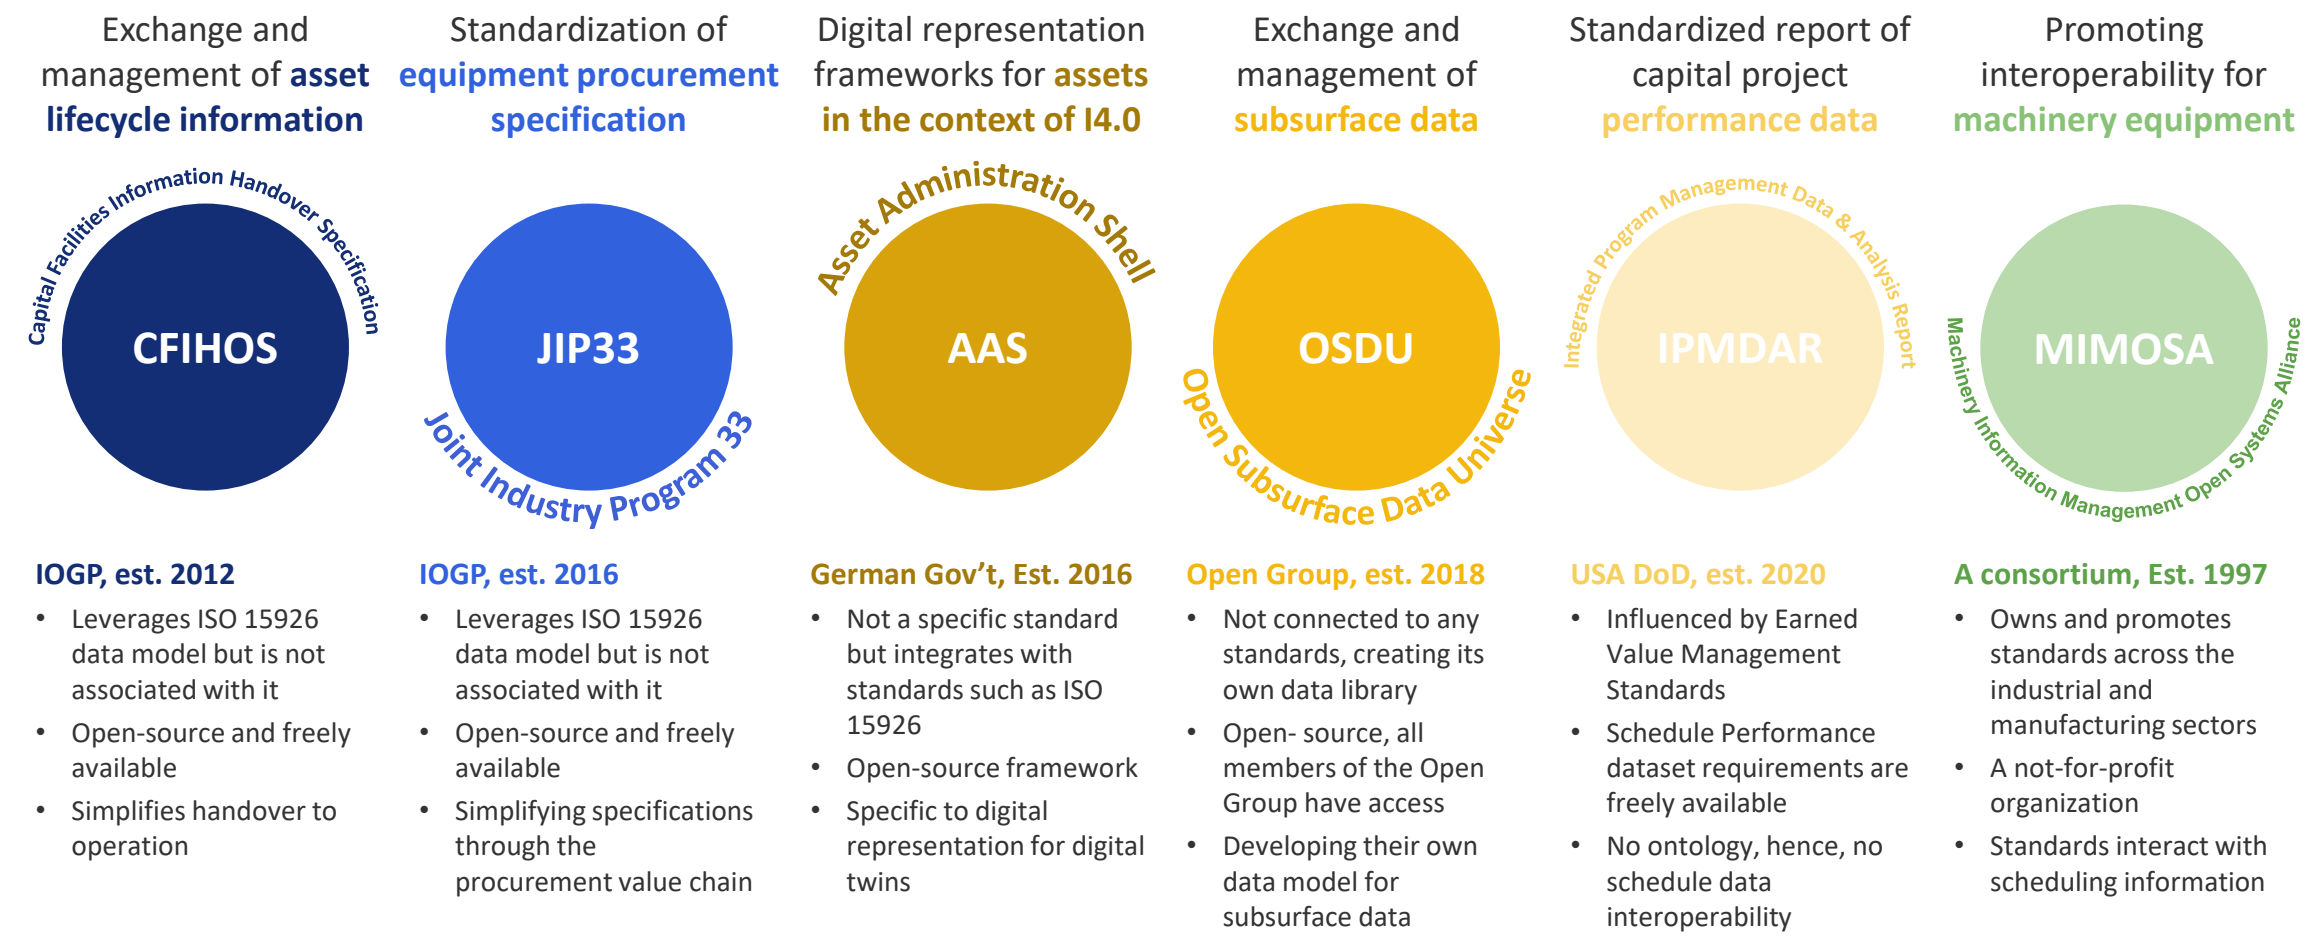 Exchange and
management of asset
lifecycle information
Capital Facilities Information Handover Specification
CFIHOS
IOGP, est. 2012
• Leverages ISO 15926
data model but is not
associated with it
• Open-source and freely
available
• Simplifies handover to
operation
Standardization of
equipment procurement
specification
JIP33
Joint Industry Program 33
IOGP, est. 2016
• Leverages ISO 15926
data model but is not
associated with it
• Open-source and freely
available
• Simplifying specifications
through the
procurement value chain
Digital representation
frameworks for assets
in the context of I4.0
Asset Administration Shell
AAS
German Gov’t, Est. 2016
• Not a specific standard
but integrates with
standards such as ISO
15926
• Open-source framework
• Specific to digital
representation for digital
twins
Exchange and
management of
subsurface data
OSDU
Open Subsurface Data Universe
Open Group, est. 2018
• Not connected to any
standards, creating its
own data library
• Open- source, all
members of the Open
Group have access
• Developing their own
data model for
subsurface data
Standardized report of
capital project
performance data
Integrated Program Management Data & Analysis Report
IPMDAR
USA DoD, est. 2020
• Influenced by Earned
Value Management
Standards
• Schedule Performance
dataset requirements are
freely available
• No ontology, hence, no
schedule data
interoperability
Promoting
interoperability for
machinery equipment
MIMOSA
Machinery Information Management Open Systems Alliance
A consortium, Est. 1997
• Owns and promotes
standards across the
industrial and
manufacturing sectors
• A not-for-profit
organization
• Standards interact with
scheduling information